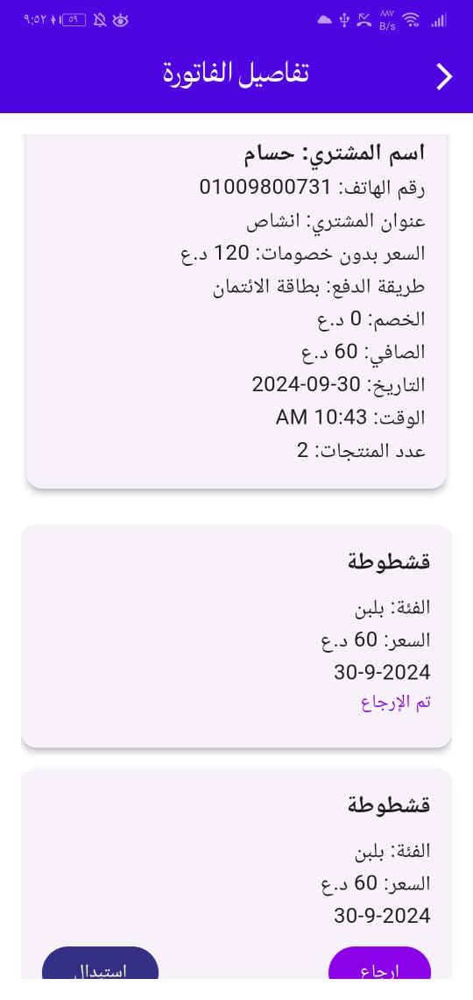 ٩:٥٢ ٥٩ ٨٨٧ B/s
تفاصيل الفاتورة
اسم المشتري: حسام
رقم الهاتف: 01009800731
عنوان المشتري: انشاص
السعر بدون خصومات: 120 د.ع
طريقة الدفع: بطاقة الائتمان
الخصم: 0 د.ع
الصافي: 60 د.ع
التاريخ: 30-09-2024
الوقت: 10:43 AM
عدد المنتجات: 2
قشطوطة
الفئة: بلبن
السعر: 60 د.ع
30-9-2024
تم الإرجاع
قشطوطة
الفئة: بلبن
السعر: 60 د.ع
30-9-2024
ارجاع
استبدال